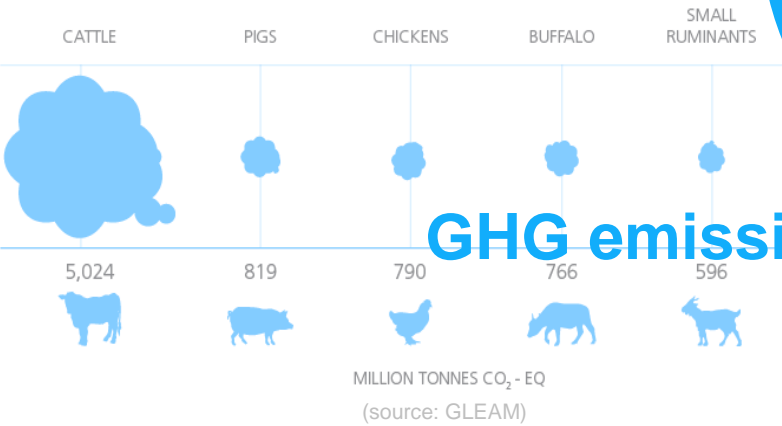 SMALL
CATTLE PIGS CHICKENS BUFFALO RUMINANTS
GHG emissi
5,024 819 790 766 596
MILLION TONNES CO₂ - EQ
(source: GLEAM)